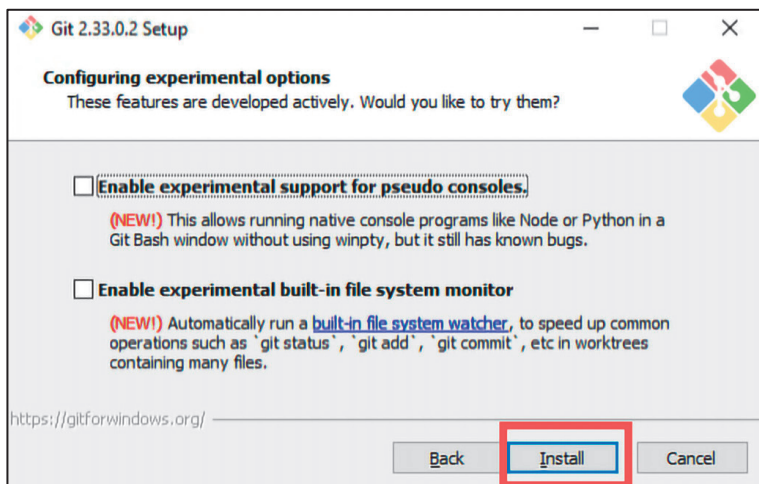 Git 2.33.0.2 Setup
Configuring experimental options
These features are developed actively. Would you like to try them?
Enable experimental support for pseudo consoles.
(NEW!) This allows running native console programs like Node or Python in a
Git Bash window without using winpty, but it still has known bugs.
Enable experimental built-in file system monitor
(NEW!) Automatically run a built-in file system watcher, to speed up common
operations such as `git status`, `git add`, `git commit`, etc in worktrees
containing many files.
https://gitforwindows.org/
Back Install Cancel